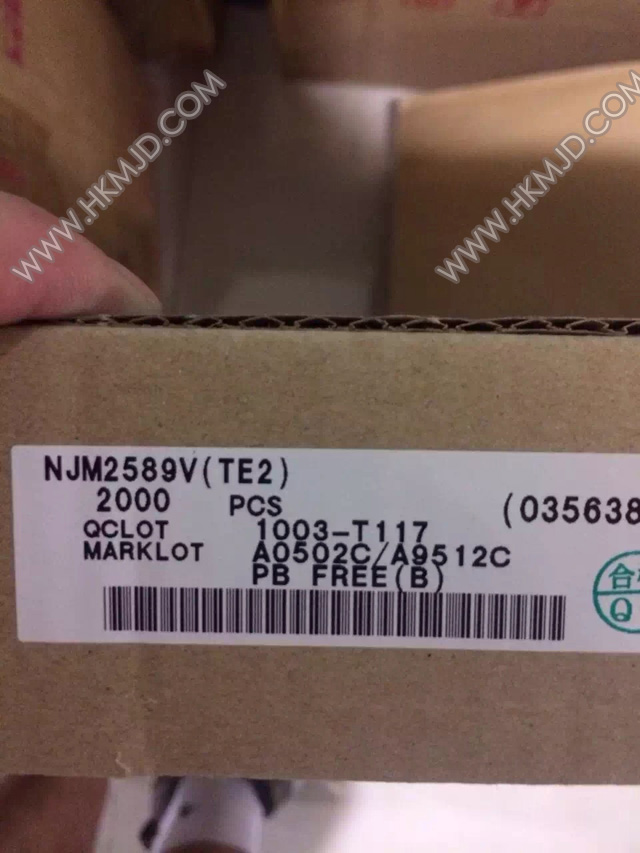 WWW.HKMJD.COM
WWW.HKMJD.COM
NJM2589V(TE2)
2000 PCS
(035638
QCLOT 1003-T117
MARKLOT A0502C/A9512C
PB FREE(B)
合
Q